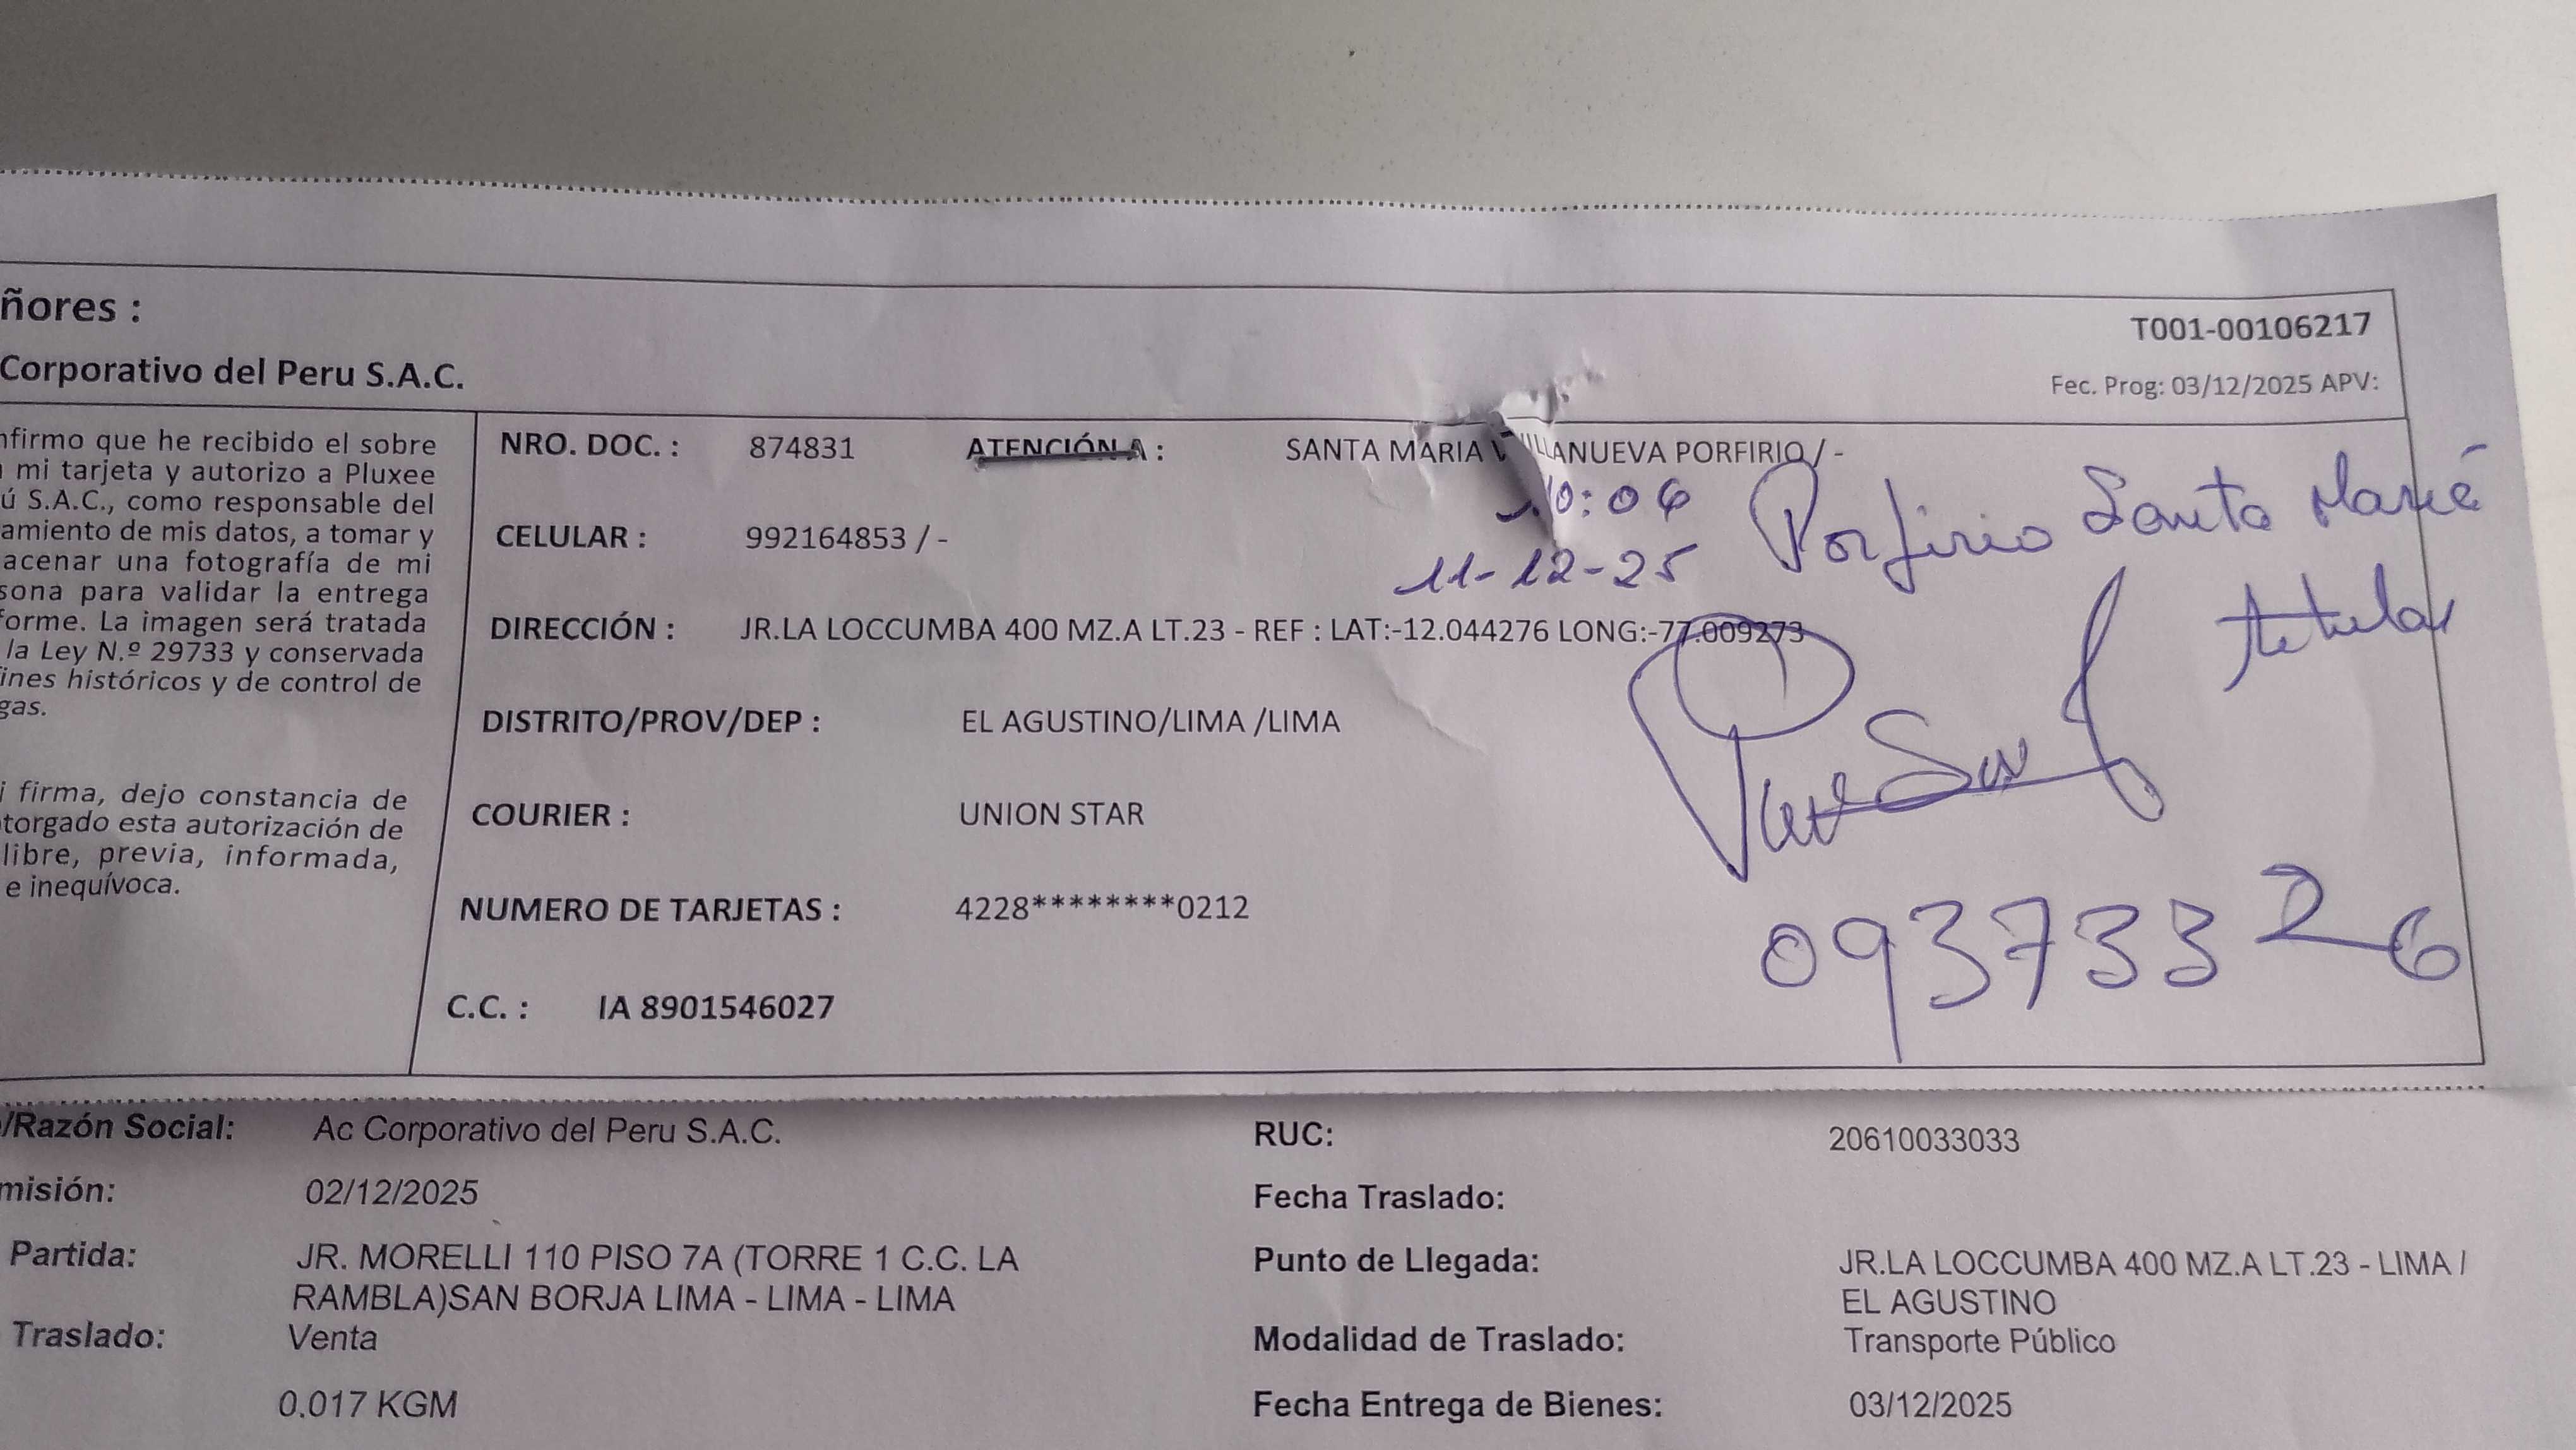 ñores :
Corporativo del Peru S.A.C.
T001-00106217
Fec. Prog: 03/12/2025 APV:
nfirmo que he recibido el sobre
mi tarjeta y autorizo a Pluxee
ú S.A.C., como responsable del
amiento de mis datos, a tomar y
acenar una fotografía de mi
sona para validar la entrega
forme. La imagen será tratada
la Ley N.º 29733 y conservada
fines históricos y de control de
gas.
i firma, dejo constancia de
torgado esta autorización de
libre, previa, informada,
e inequívoca.
NRO. DOC. : 874831 ATENCIÓN A : SANTA MARIA VILLANUEVA PORFIRIO / -
10:06 Porfirio Santa María
CELULAR : 992164853 / -
11-12-25
titular
DIRECCIÓN : JR.LA LOCCUMBA 400 MZ.A LT.23 - REF : LAT:-12.044276 LONG:-77.009273
DISTRITO/PROV/DEP : EL AGUSTINO/LIMA /LIMA
COURIER : UNION STAR
NUMERO DE TARJETAS : 4228********0212
09373326
C.C. : IA 8901546027
/Razón Social: Ac Corporativo del Peru S.A.C. RUC: 20610033033
misión: 02/12/2025 Fecha Traslado:
Partida: JR. MORELLI 110 PISO 7A (TORRE 1 C.C. LA
RAMBLA)SAN BORJA LIMA - LIMA - LIMA
Punto de Llegada: JR.LA LOCCUMBA 400 MZ.A LT.23 - LIMA /
EL AGUSTINO
Traslado: Venta Modalidad de Traslado: Transporte Público
0.017 KGM Fecha Entrega de Bienes: 03/12/2025